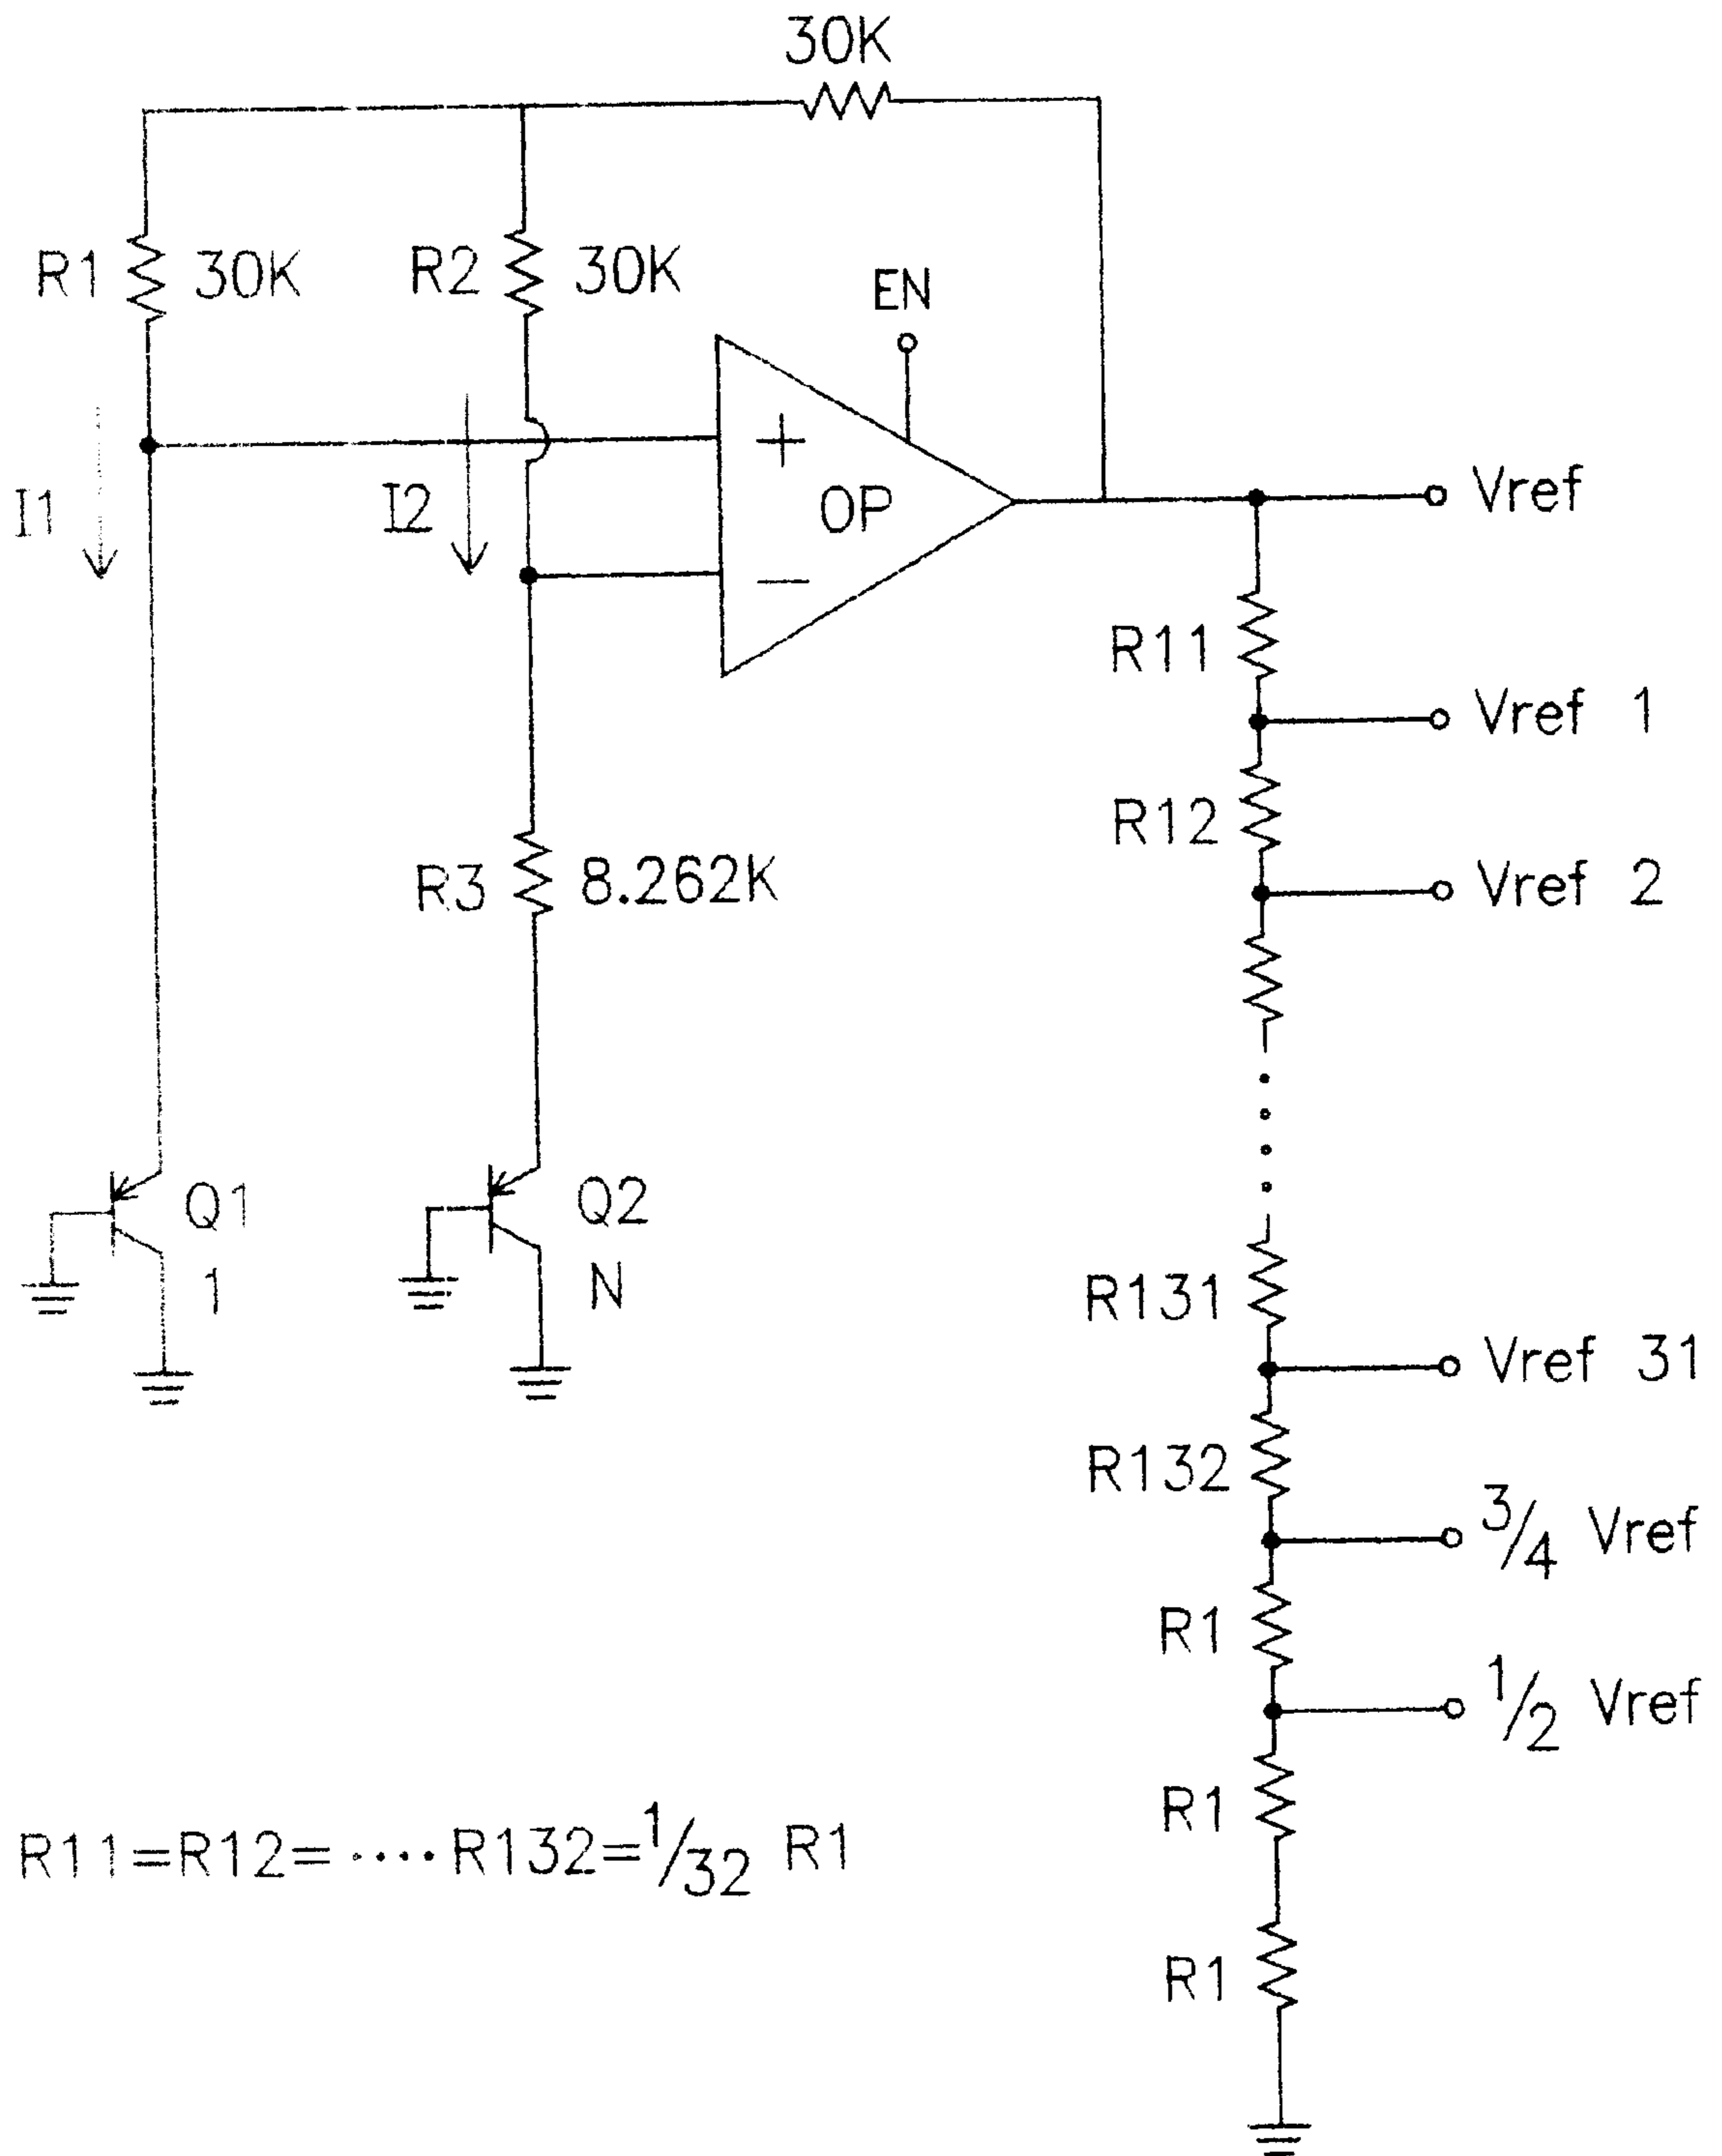 30K
R1 30K
R2 30K
EN
+
OP
−
I1
I2
Vref
R11
Vref 1
R12
Vref 2
R3 8.262K
Q1
1
Q2
N
R131
Vref 31
R132
3/4 Vref
R1
1/2 Vref
R1
R1
R11=R12= ···· R132=1/32 R1